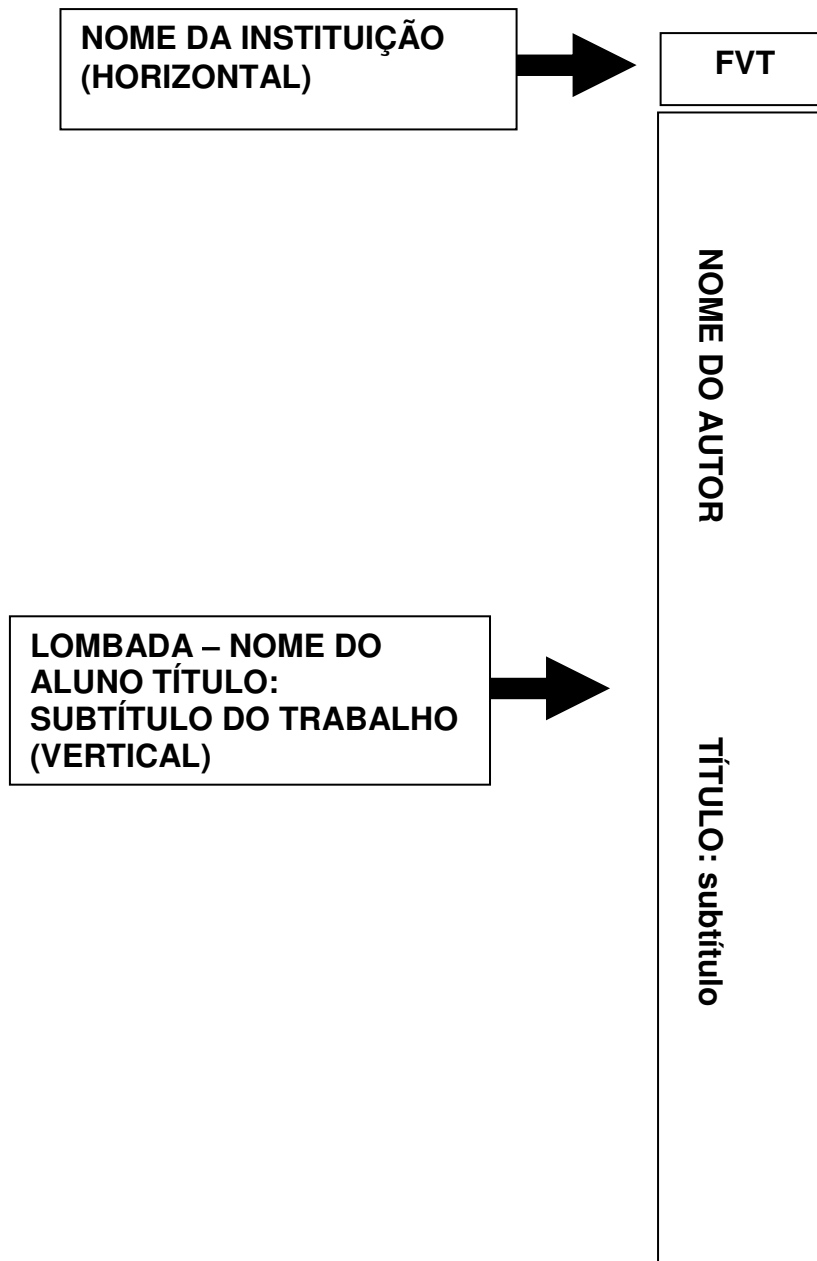 NOME DA INSTITUIÇÃO
(HORIZONTAL)
FVT
NOME DO AUTOR
LOMBADA – NOME DO
ALUNO TÍTULO:
SUBTÍTULO DO TRABALHO
(VERTICAL)
TÍTULO: subtítulo